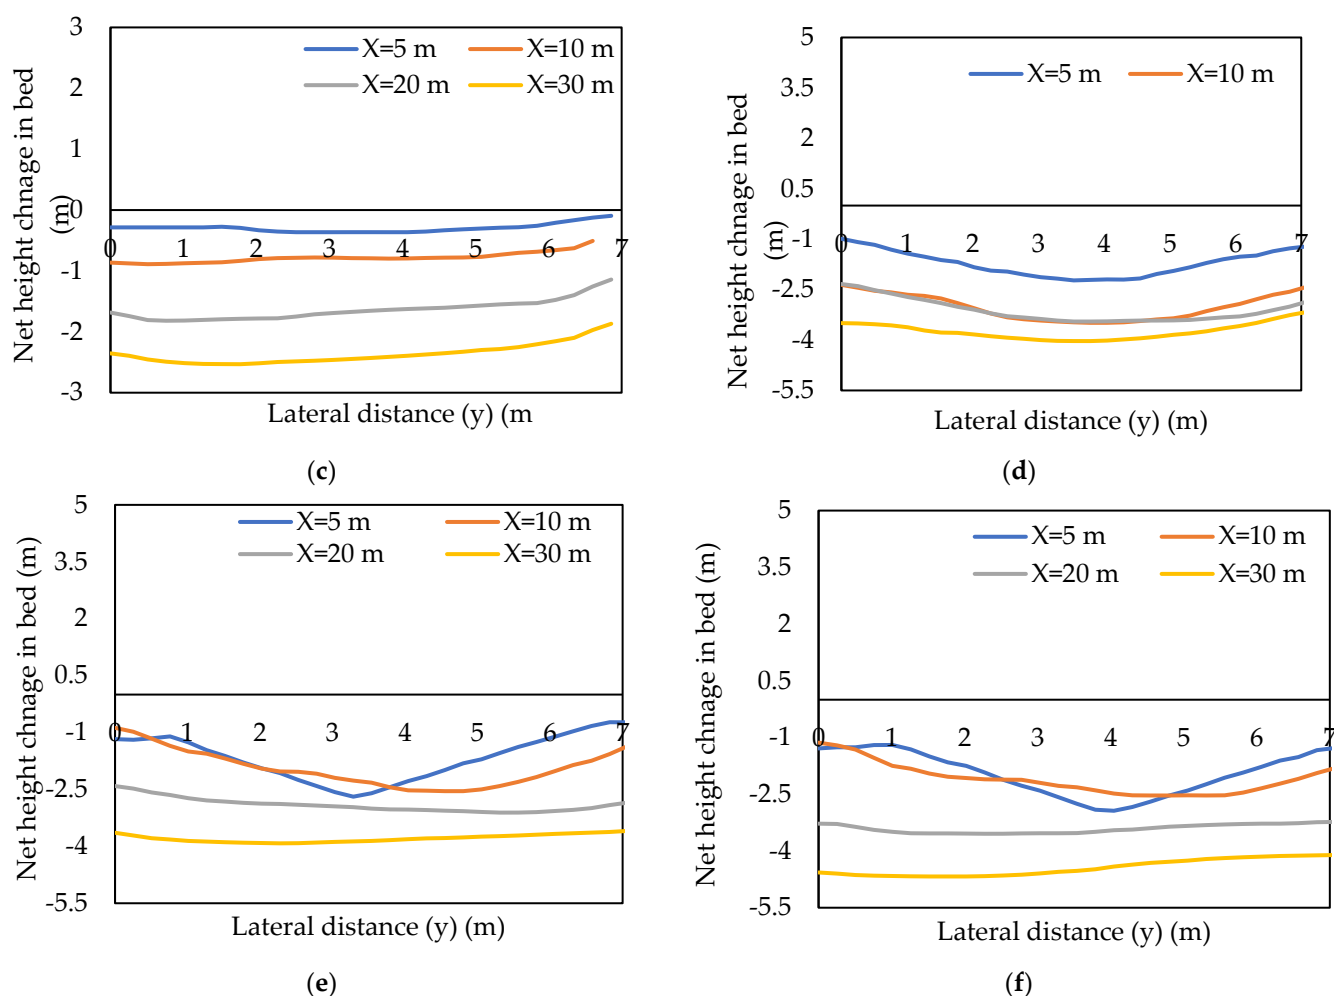 3
2
1
0
-1
-2
-3
Net height chnage in bed
(m)
X=5 m
X=10 m
X=20 m
X=30 m
0 1 2 3 4 5 6 7
Lateral distance (y) (m
(c)
5
3.5
2
0.5
-1
-2.5
-4
-5.5
Net height chnage in bed
(m)
X=5 m
X=10 m
0 1 2 3 4 5 6 7
Lateral distance (y) (m)
(d)
5
3.5
2
0.5
-1
-2.5
-4
-5.5
Net height chnage in bed (m)
X=5 m
X=10 m
X=20 m
X=30 m
0 1 2 3 4 5 6 7
Lateral distance (y) (m)
(e)
5
3.5
2
0.5
-1
-2.5
-4
-5.5
Net height chnage in bed (m)
X=5 m
X=10 m
X=20 m
X=30 m
0 1 2 3 4 5 6 7
Lateral distance (y) (m)
(f)